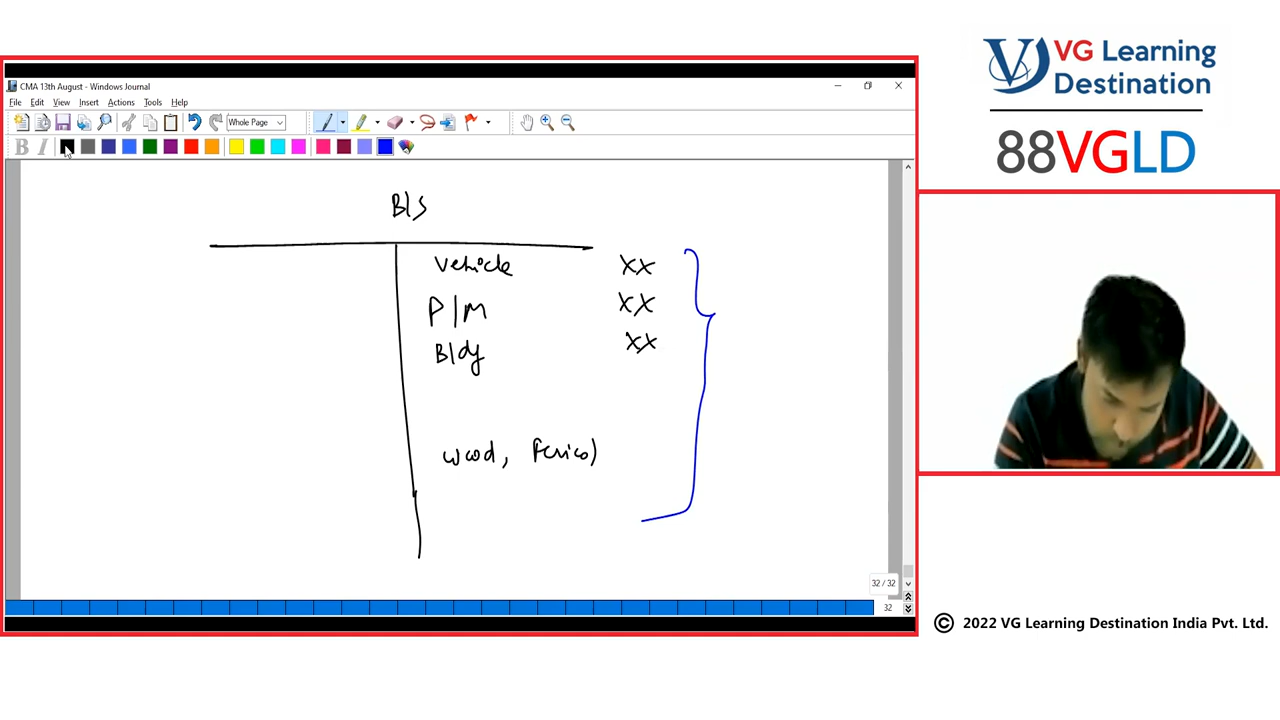 CMA 13th August - Windows Journal
File Edit View Insert Actions Tools Help
Whole Page
B I
B/S
Vehicle XX
P/M XX
Bldg XX
wood,
32 / 32
32
VG Learning
Destination
88VGLD
© 2022 VG Learning Destination India Pvt. Ltd.